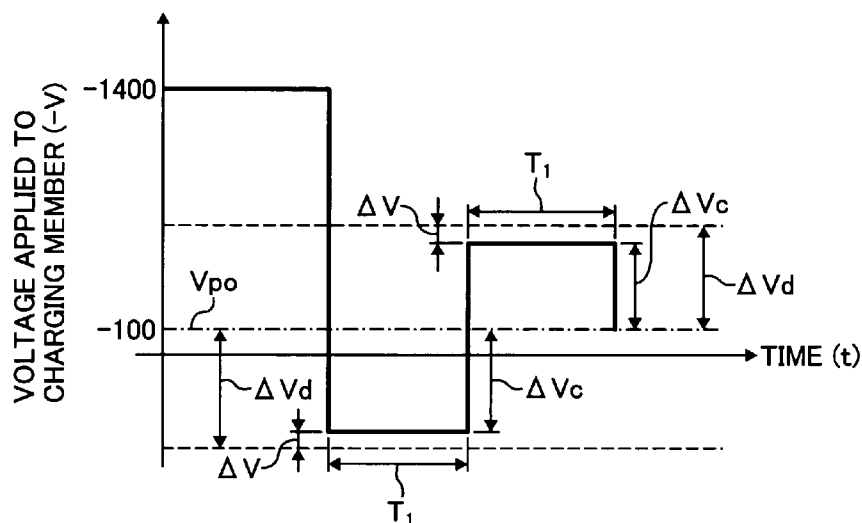 VOLTAGE APPLIED TO
CHARGING MEMBER (-V)
-1400
T₁
ΔV
ΔVc
Vpo
ΔVd
-100
TIME (t)
ΔVd
ΔVc
ΔV
T₁